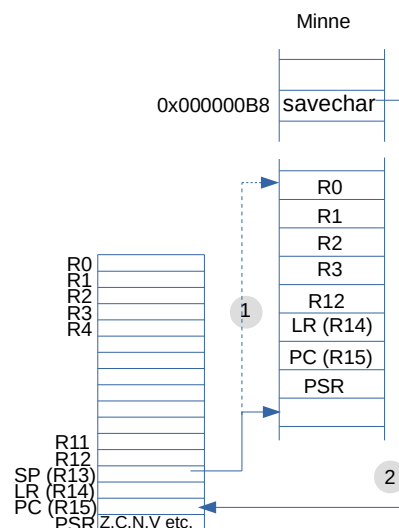 Minne
0x000000B8 savechar
R0
R1
R2
R3
R12
LR (R14)
PC (R15)
PSR
1
R0
R1
R2
R3
R4
R11
R12
SP (R13)
LR (R14)
PC (R15)
PSR Z,C,N,V etc.
2